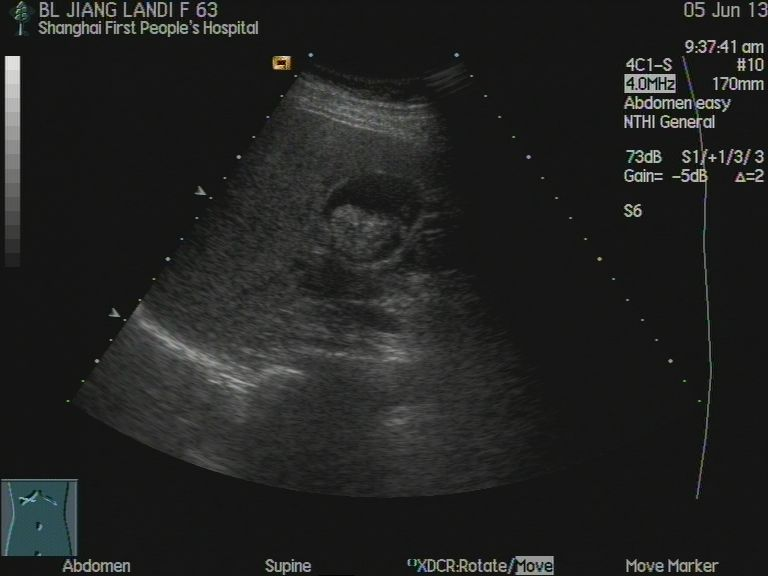 BL JIANG LANDI F 63
05 Jun 13
Shanghai First People's Hospital
9:37:41 am
4C1-S #10
4.0MHz 170mm
Abdomen easy
NTHI General
73dB S1/+1/3/ 3
Gain= -5dB Δ=2
S6
Abdomen Supine XDCR:Rotate/Move Move Marker